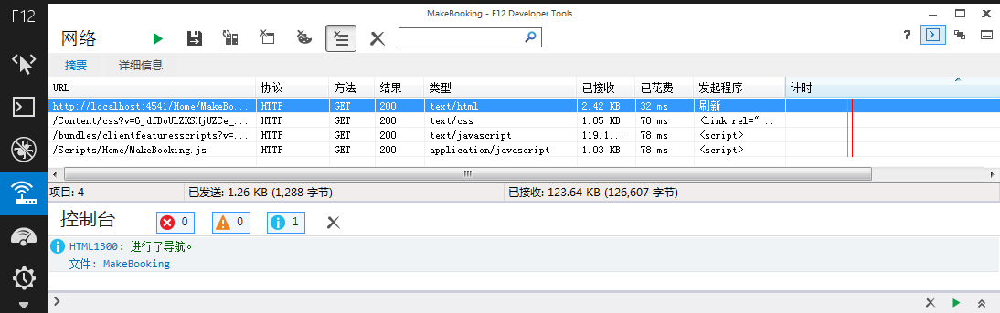 MakeBooking - F12 Developer Tools
F12
网络
?
摘要 详细信息
URL 协议 方法 结果 类型 已接收 已花费 发起程序 计时
http://localhost:4541/Home/MakeBo... HTTP GET 200 text/html 2.42 KB 32 ms 刷新
/Content/css?v=6jdfBoUlZKSHjUZCe_... HTTP GET 200 text/css 1.05 KB 78 ms <link rel="...
/bundles/clientfeaturesscripts?v=... HTTP GET 200 text/javascript 119.1... 78 ms <script>
/Scripts/Home/MakeBooking.js HTTP GET 200 application/javascript 1.03 KB 78 ms <script>
项目: 4 已发送: 1.26 KB (1,288 字节) 已接收: 123.64 KB (126,607 字节)
控制台 0 0 1
HTML1300: 进行了导航。
文件: MakeBooking